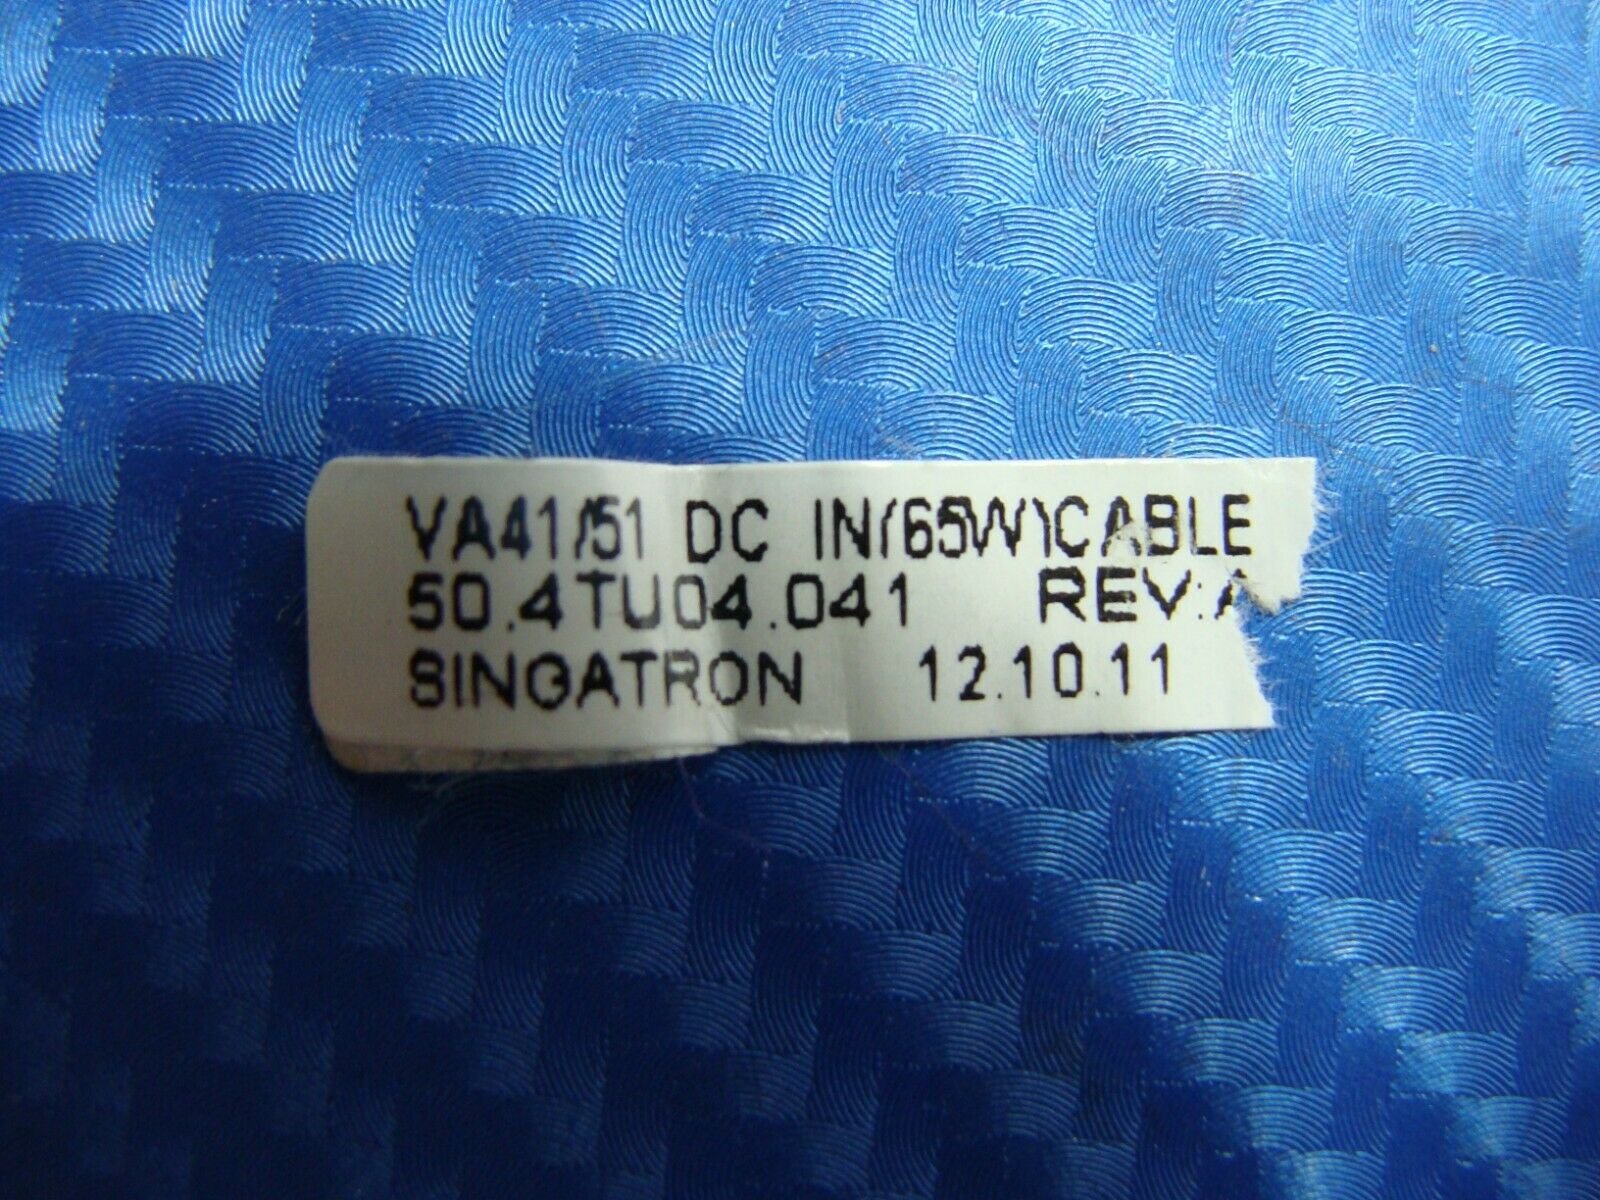 VA41/51 DC IN(65W)CABLE
50.4TU04.041 REV:A
SINGATRON 12.10.11